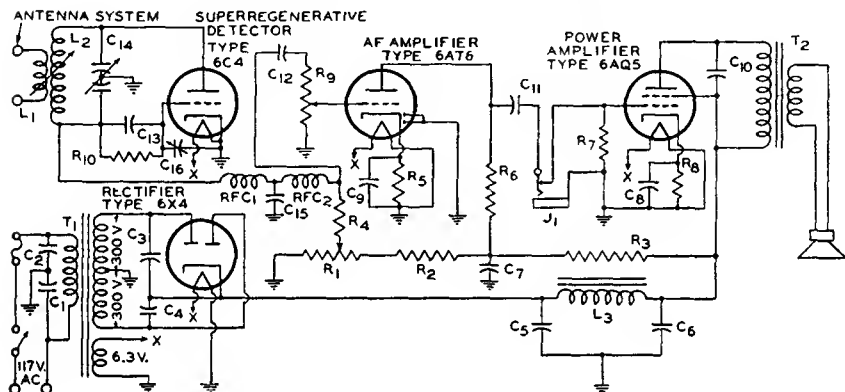 ANTENNA SYSTEM
SUPERREGENERATIVE
DETECTOR
TYPE
6C4
AF AMPLIFIER
TYPE 6AT6
POWER
AMPLIFIER
TYPE 6AQ5
L2
C14
L1
C13
R10
C16
X
C12
R9
X
C9
R5
R6
C11
R7
J1
X
C8
R8
C10
T2
RFC1
RFC2
C15
R4
R1
R2
C7
R3
L3
C5
C6
RECTIFIER
TYPE 6X4
T1
C2
C1
300 V.
300 V.
C3
C4
X
117V.
AC
6.3V.
X